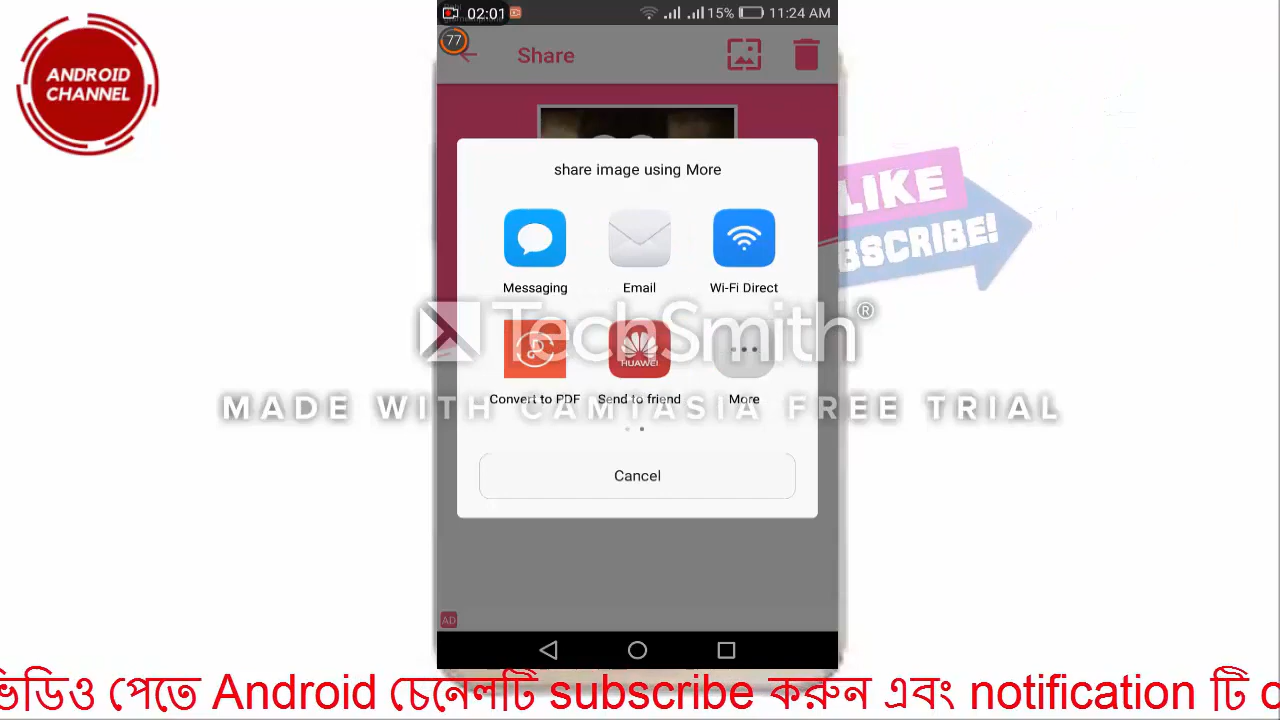 02:01
15%
11:24 AM
77
Share
ANDROID
CHANNEL
share image using More
LIKE
Messaging
Email
Wi-Fi Direct
TechSmith®
HUAWEI
Convert to PDF
Send to friend
More
MADE WITH CAMTASIA FREE TRIAL
Cancel
AD
ভিডিও পেতে Android চেনেলটি subscribe করুন এবং notification টি